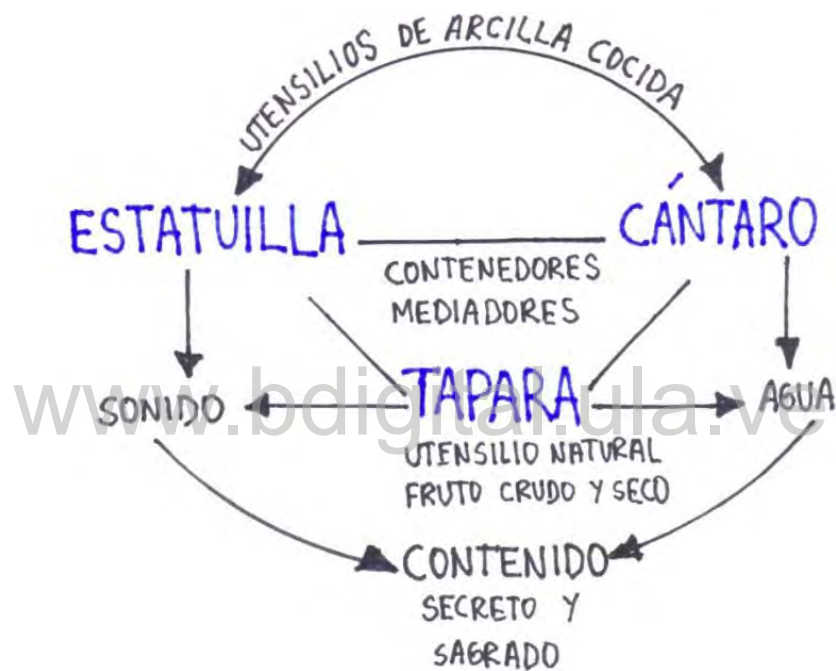 UTENSILIOS DE ARCILLA COCIDA
ESTATUILLA
CÁNTARO
CONTENEDORES
MEDIADORES
SONIDO
TAPARA
AGUA
www.bdigital.ula.ve
UTENSILIO NATURAL
FRUTO CRUDO Y SECO
CONTENIDO
SECRETO Y
SAGRADO